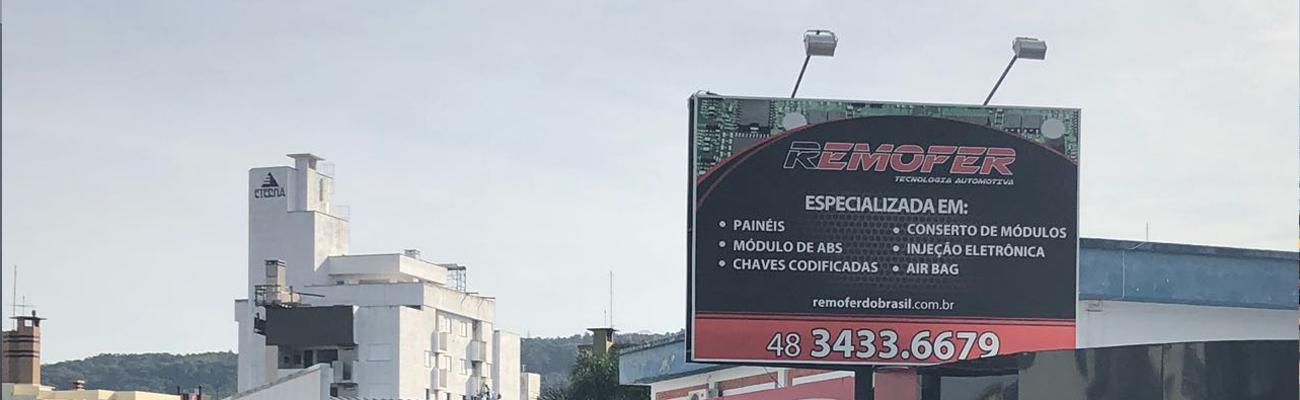 ETERNA
REMOFER
TECNOLOGIA AUTOMOTIVA
ESPECIALIZADA EM:
• PAINÉIS
• MÓDULO DE ABS
• CHAVES CODIFICADAS
• CONSERTO DE MÓDULOS
• INJEÇÃO ELETRÔNICA
• AIR BAG
remoferdobrasil.com.br
48 3433.6679